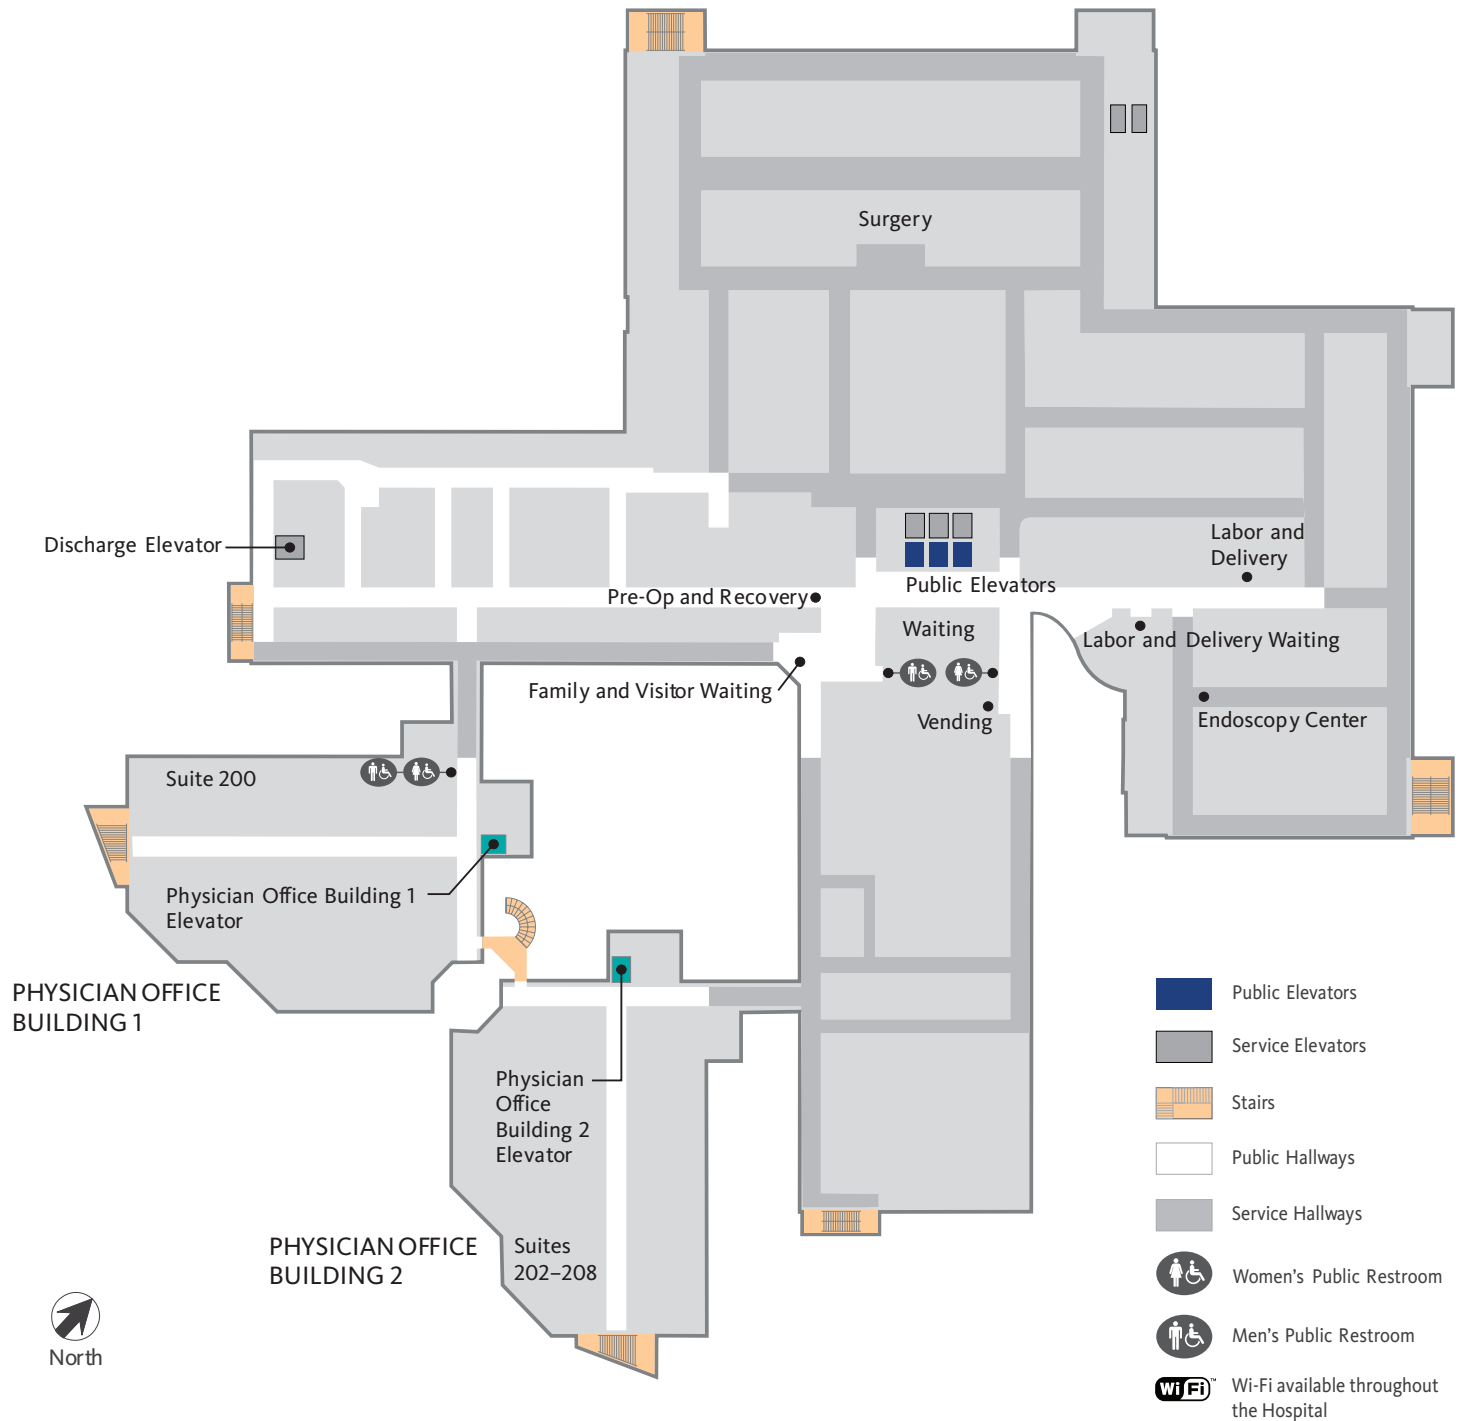 Surgery
Discharge Elevator
Labor and
Delivery
Public Elevators
Pre-Op and Recovery
Waiting
Labor and Delivery Waiting
Family and Visitor Waiting
Vending
Endoscopy Center
Suite 200
Physician Office Building 1
Elevator
PHYSICIAN OFFICE
BUILDING 1
Physician
Office
Building 2
Elevator
PHYSICIAN OFFICE
BUILDING 2
Suites
202–208
North
Public Elevators
Service Elevators
Stairs
Public Hallways
Service Hallways
Women's Public Restroom
Men's Public Restroom
WiFi™ Wi-Fi available throughout
the Hospital